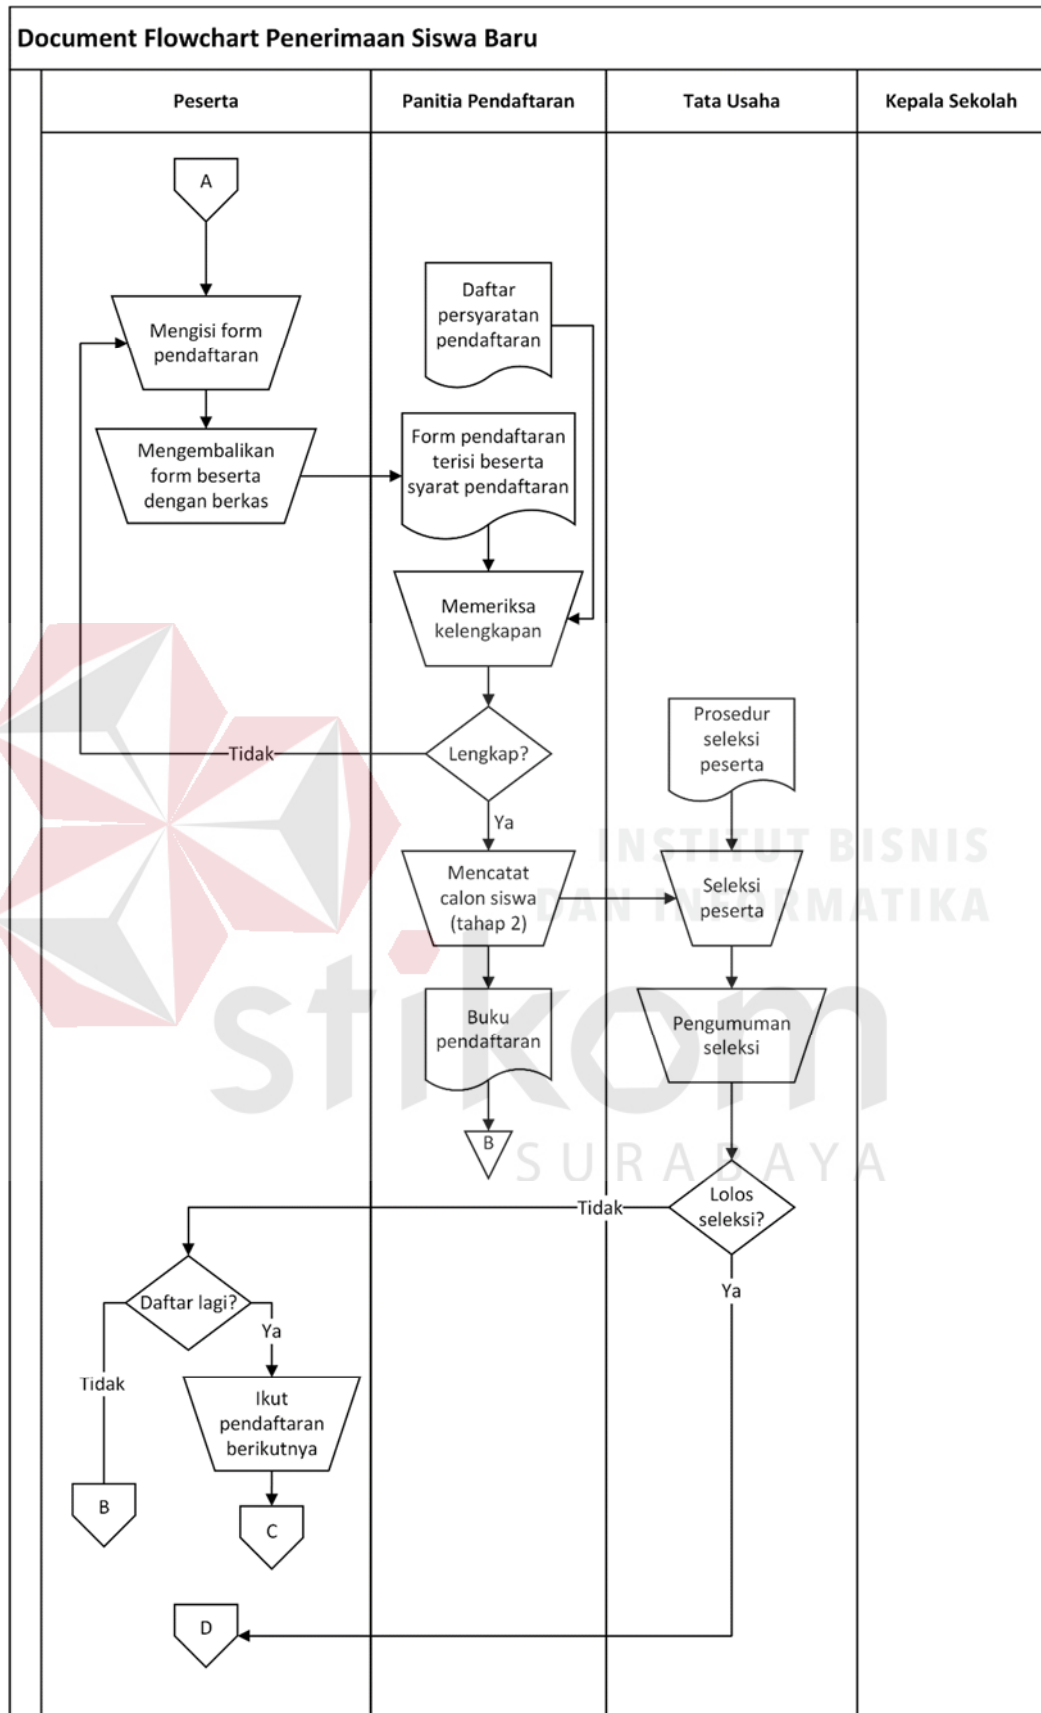 Document Flowchart Penerimaan Siswa Baru
Peserta
Panitia Pendaftaran
Tata Usaha
Kepala Sekolah
A
Mengisi form
pendaftaran
Daftar
persyaratan
pendaftaran
Mengembalikan
form beserta
dengan berkas
Form pendaftaran
terisi beserta
syarat pendaftaran
Memeriksa
kelengkapan
Lengkap?
Tidak
Ya
Prosedur
seleksi
peserta
Mencatat
calon siswa
(tahap 2)
Seleksi
peserta
Buku
pendaftaran
Pengumuman
seleksi
B
Lolos
seleksi?
Tidak
Ya
Daftar lagi?
Ya
Tidak
Ikut
pendaftaran
berikutnya
B
C
D
INSTITUT BISNIS
DAN INFORMATIKA
stikom
SURABAYA